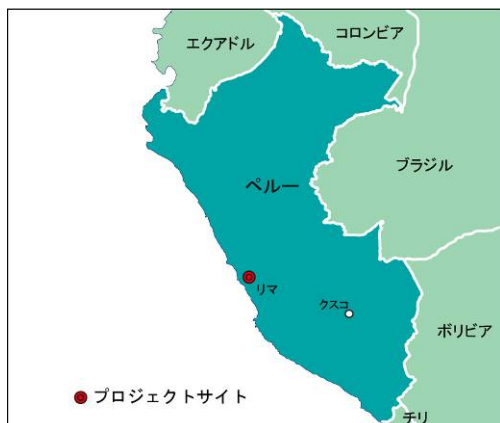 コロンビア
エクアドル
ブラジル
ペルー
リマ
クスコ
ボリビア
プロジェクトサイト
チリ